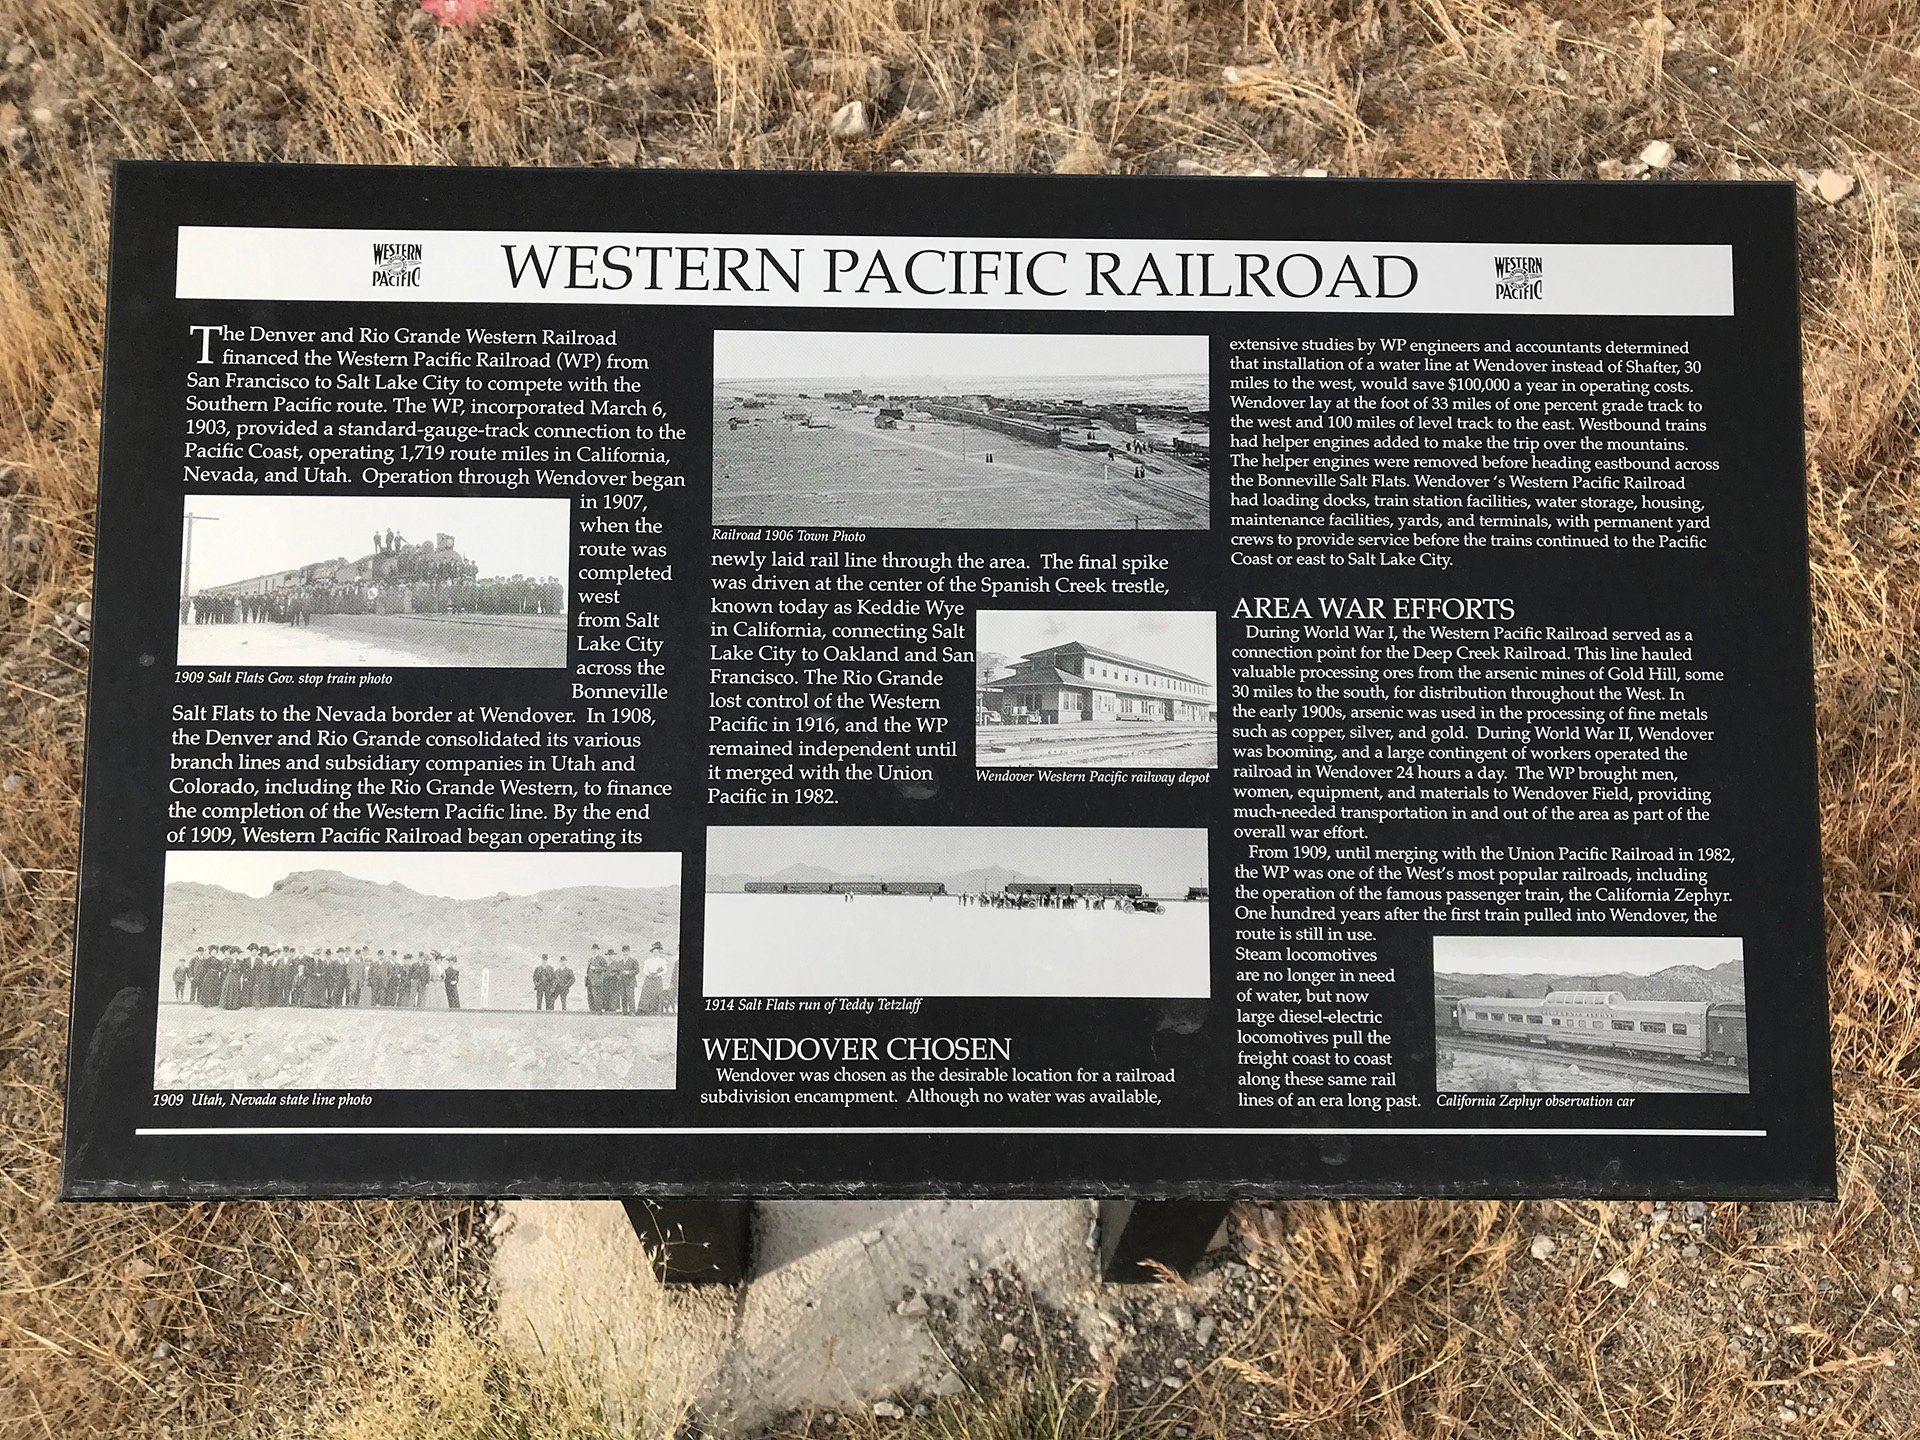 WESTERN
PACIFIC
WESTERN PACIFIC RAILROAD
WESTERN
PACIFIC
The Denver and Rio Grande Western Railroad
financed the Western Pacific Railroad (WP) from
San Francisco to Salt Lake City to compete with the
Southern Pacific route. The WP, incorporated March 6,
1903, provided a standard-gauge-track connection to the
Pacific Coast, operating 1,719 route miles in California,
Nevada, and Utah. Operation through Wendover began
in 1907,
when the
route was
completed
west
from Salt
Lake City
across the
Bonneville
1909 Salt Flats Gov. stop train photo
Salt Flats to the Nevada border at Wendover. In 1908,
the Denver and Rio Grande consolidated its various
branch lines and subsidiary companies in Utah and
Colorado, including the Rio Grande Western, to finance
the completion of the Western Pacific line. By the end
of 1909, Western Pacific Railroad began operating its
1909 Utah, Nevada state line photo
Railroad 1906 Town Photo
newly laid rail line through the area. The final spike
was driven at the center of the Spanish Creek trestle,
known today as Keddie Wye
in California, connecting Salt
Lake City to Oakland and San
Francisco. The Rio Grande
lost control of the Western
Pacific in 1916, and the WP
remained independent until
it merged with the Union
Pacific in 1982.
Wendover Western Pacific railway depot
1914 Salt Flats run of Teddy Tetzlaff
WENDOVER CHOSEN
Wendover was chosen as the desirable location for a railroad
subdivision encampment. Although no water was available,
extensive studies by WP engineers and accountants determined
that installation of a water line at Wendover instead of Shafter, 30
miles to the west, would save $100,000 a year in operating costs.
Wendover lay at the foot of 33 miles of one percent grade track to
the west and 100 miles of level track to the east. Westbound trains
had helper engines added to make the trip over the mountains.
The helper engines were removed before heading eastbound across
the Bonneville Salt Flats. Wendover 's Western Pacific Railroad
had loading docks, train station facilities, water storage, housing,
maintenance facilities, yards, and terminals, with permanent yard
crews to provide service before the trains continued to the Pacific
Coast or east to Salt Lake City.
AREA WAR EFFORTS
During World War I, the Western Pacific Railroad served as a
connection point for the Deep Creek Railroad. This line hauled
valuable processing ores from the arsenic mines of Gold Hill, some
30 miles to the south, for distribution throughout the West. In
the early 1900s, arsenic was used in the processing of fine metals
such as copper, silver, and gold. During World War II, Wendover
was booming, and a large contingent of workers operated the
railroad in Wendover 24 hours a day. The WP brought men,
women, equipment, and materials to Wendover Field, providing
much-needed transportation in and out of the area as part of the
overall war effort.
From 1909, until merging with the Union Pacific Railroad in 1982,
the WP was one of the West's most popular railroads, including
the operation of the famous passenger train, the California Zephyr.
One hundred years after the first train pulled into Wendover, the
route is still in use.
Steam locomotives
are no longer in need
of water, but now
large diesel-electric
locomotives pull the
freight coast to coast
along these same rail
lines of an era long past.
CALIFORNIA ZEPHYR
California Zephyr observation car